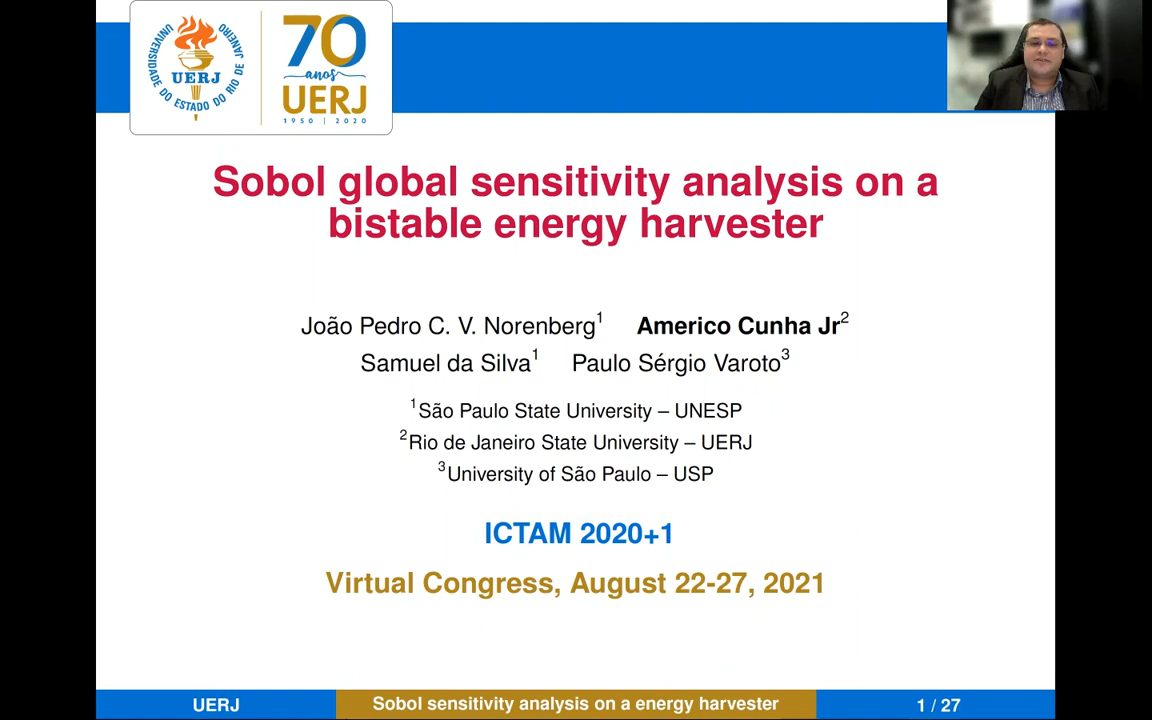 UNIVERSIDADE DO ESTADO DO RIO DE JANEIRO
UERJ
70
anos
UERJ
1950 | 2020
Sobol global sensitivity analysis on a
bistable energy harvester
João Pedro C. V. Norenberg1 Americo Cunha Jr2
Samuel da Silva1 Paulo Sérgio Varoto3
1São Paulo State University – UNESP
2Rio de Janeiro State University – UERJ
3University of São Paulo – USP
ICTAM 2020+1
Virtual Congress, August 22-27, 2021
UERJ Sobol sensitivity analysis on a energy harvester 1 / 27